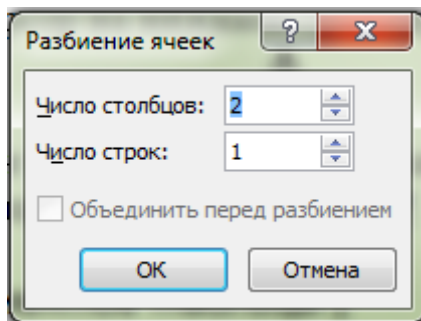 Разбиение ячеек ? X
Число столбцов: 2
Число строк: 1
Объединить перед разбиением
ОК Отмена